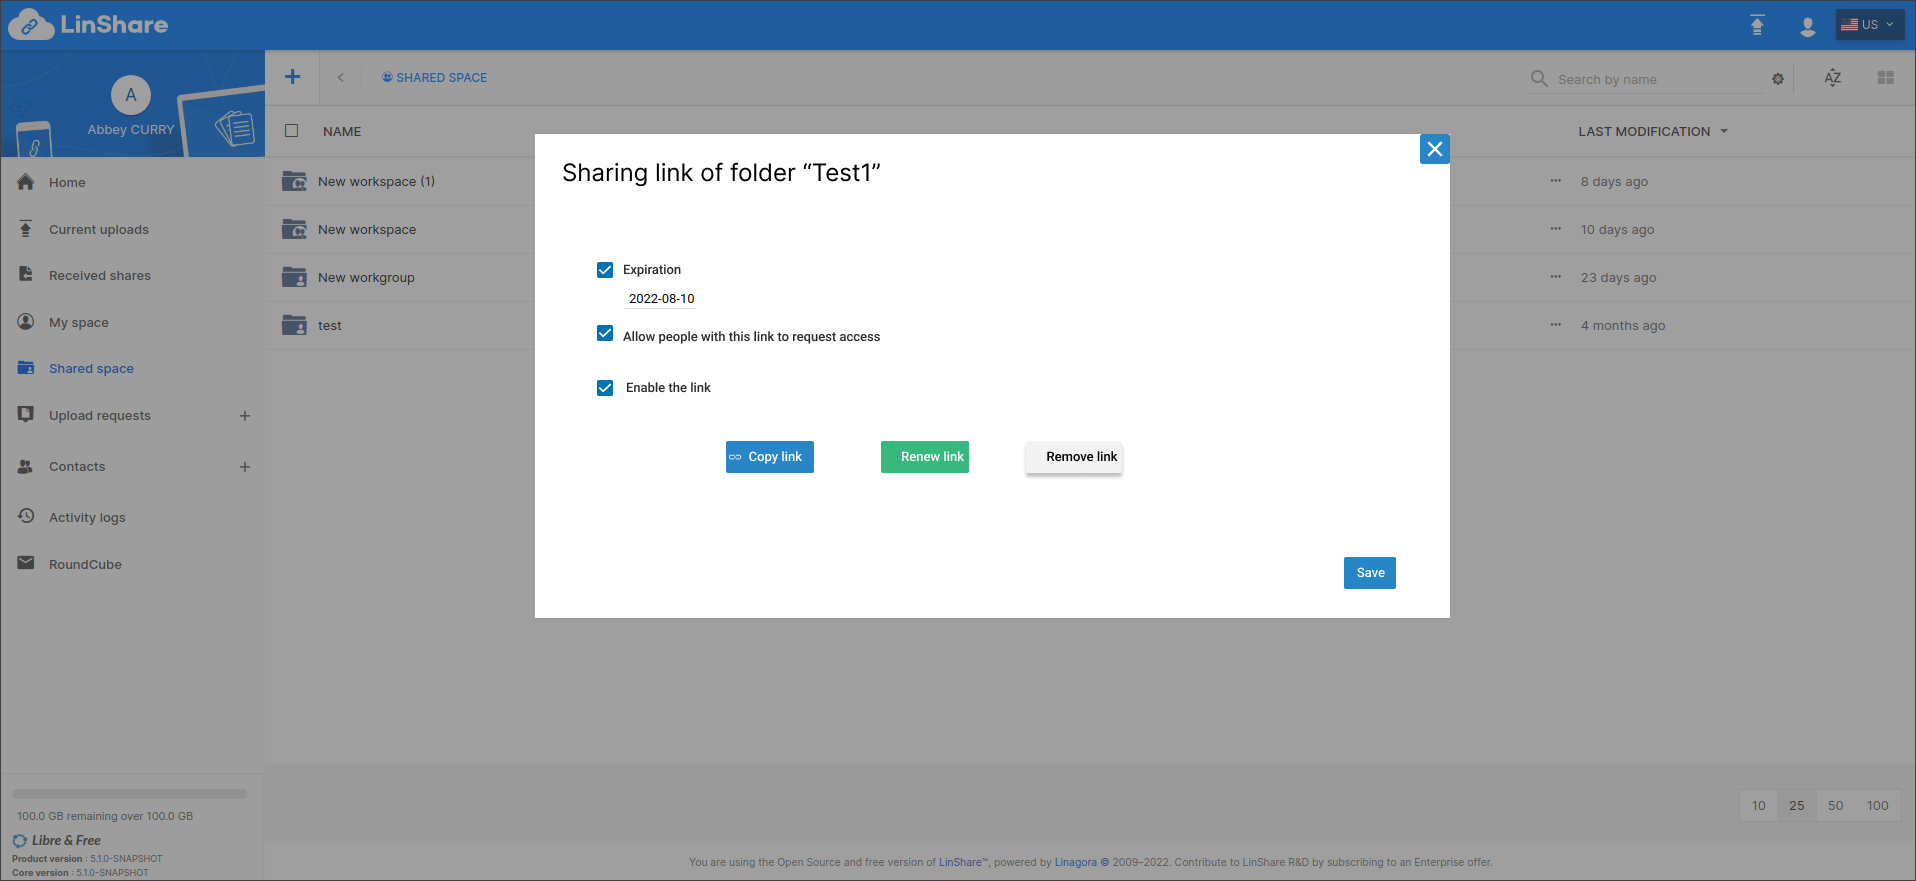 LinShare
US
A
Abbey CURRY
SHARED SPACE
Search by name
AZ
NAME
LAST MODIFICATION
Home
Current uploads
Received shares
My space
Shared space
Upload requests
Contacts
Activity logs
RoundCube
New workspace (1)
8 days ago
New workspace
10 days ago
New workgroup
23 days ago
test
4 months ago
Sharing link of folder “Test1”
Expiration
2022-08-10
Allow people with this link to request access
Enable the link
Copy link
Renew link
Remove link
Save
10 25 50 100
100.0 GB remaining over 100.0 GB
Libre & Free
Product version : 5.1.0-SNAPSHOT
Core version : 5.1.0-SNAPSHOT
You are using the Open Source and free version of LinShare™, powered by Linagora © 2009–2022. Contribute to LinShare R&D by subscribing to an Enterprise offer.